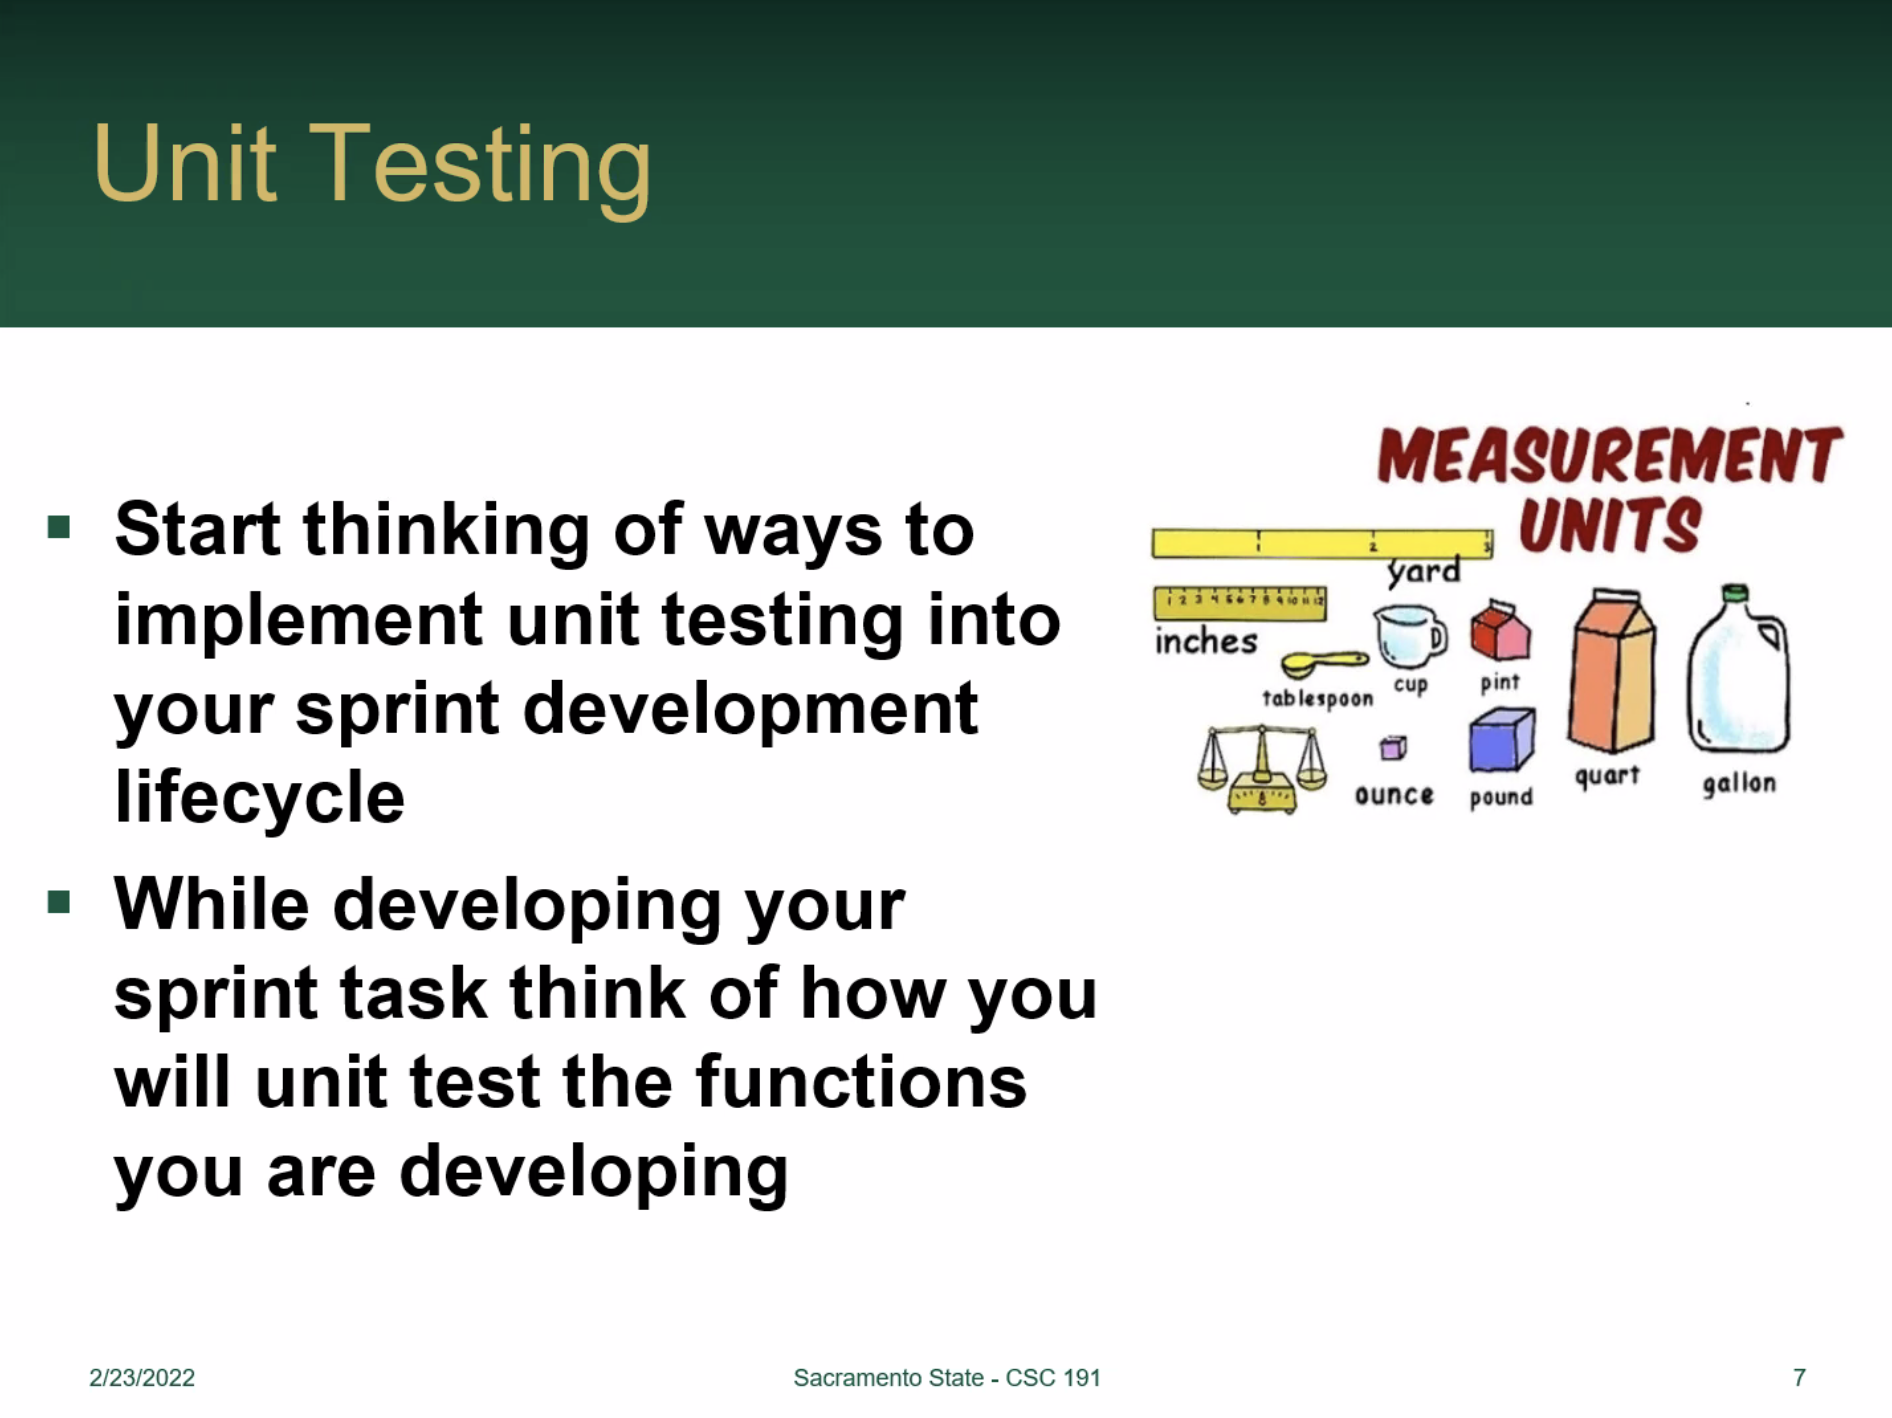 Unit Testing
Start thinking of ways to
implement unit testing into
your sprint development
lifecycle
While developing your
sprint task think of how you
will unit test the functions
you are developing
MEASUREMENT
UNITS
1 2 3
yard
1 2 3 4 5 6 7 8 9 10 11 12
inches
tablespoon
cup
pint
ounce
pound
quart
gallon
2/23/2022
Sacramento State - CSC 191
7